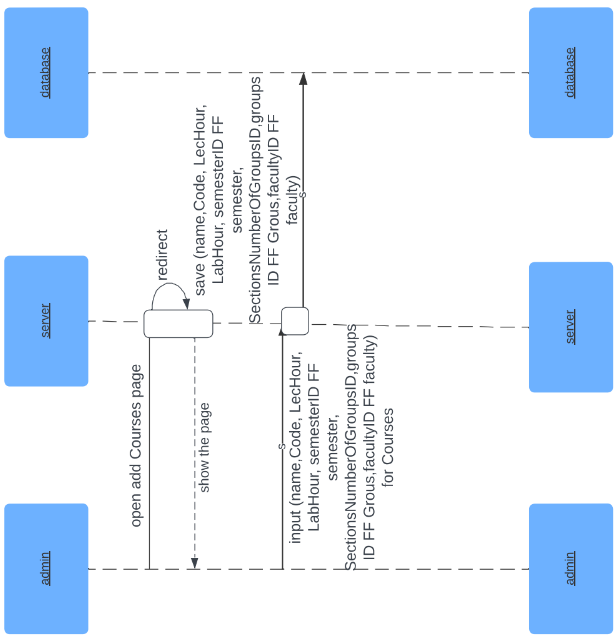 admin
server
database
open add Courses page
redirect
show the page
input (name,Code, LecHour,
LabHour, semesterID FF
semester,
SectionsNumberOfGroupsID,groups
ID FF Grous,facultyID FF faculty)
for Courses
s
save (name,Code, LecHour,
LabHour, semesterID FF
semester,
SectionsNumberOfGroupsID,groups
ID FF Grous,facultyID FF
faculty)
s
admin
server
database